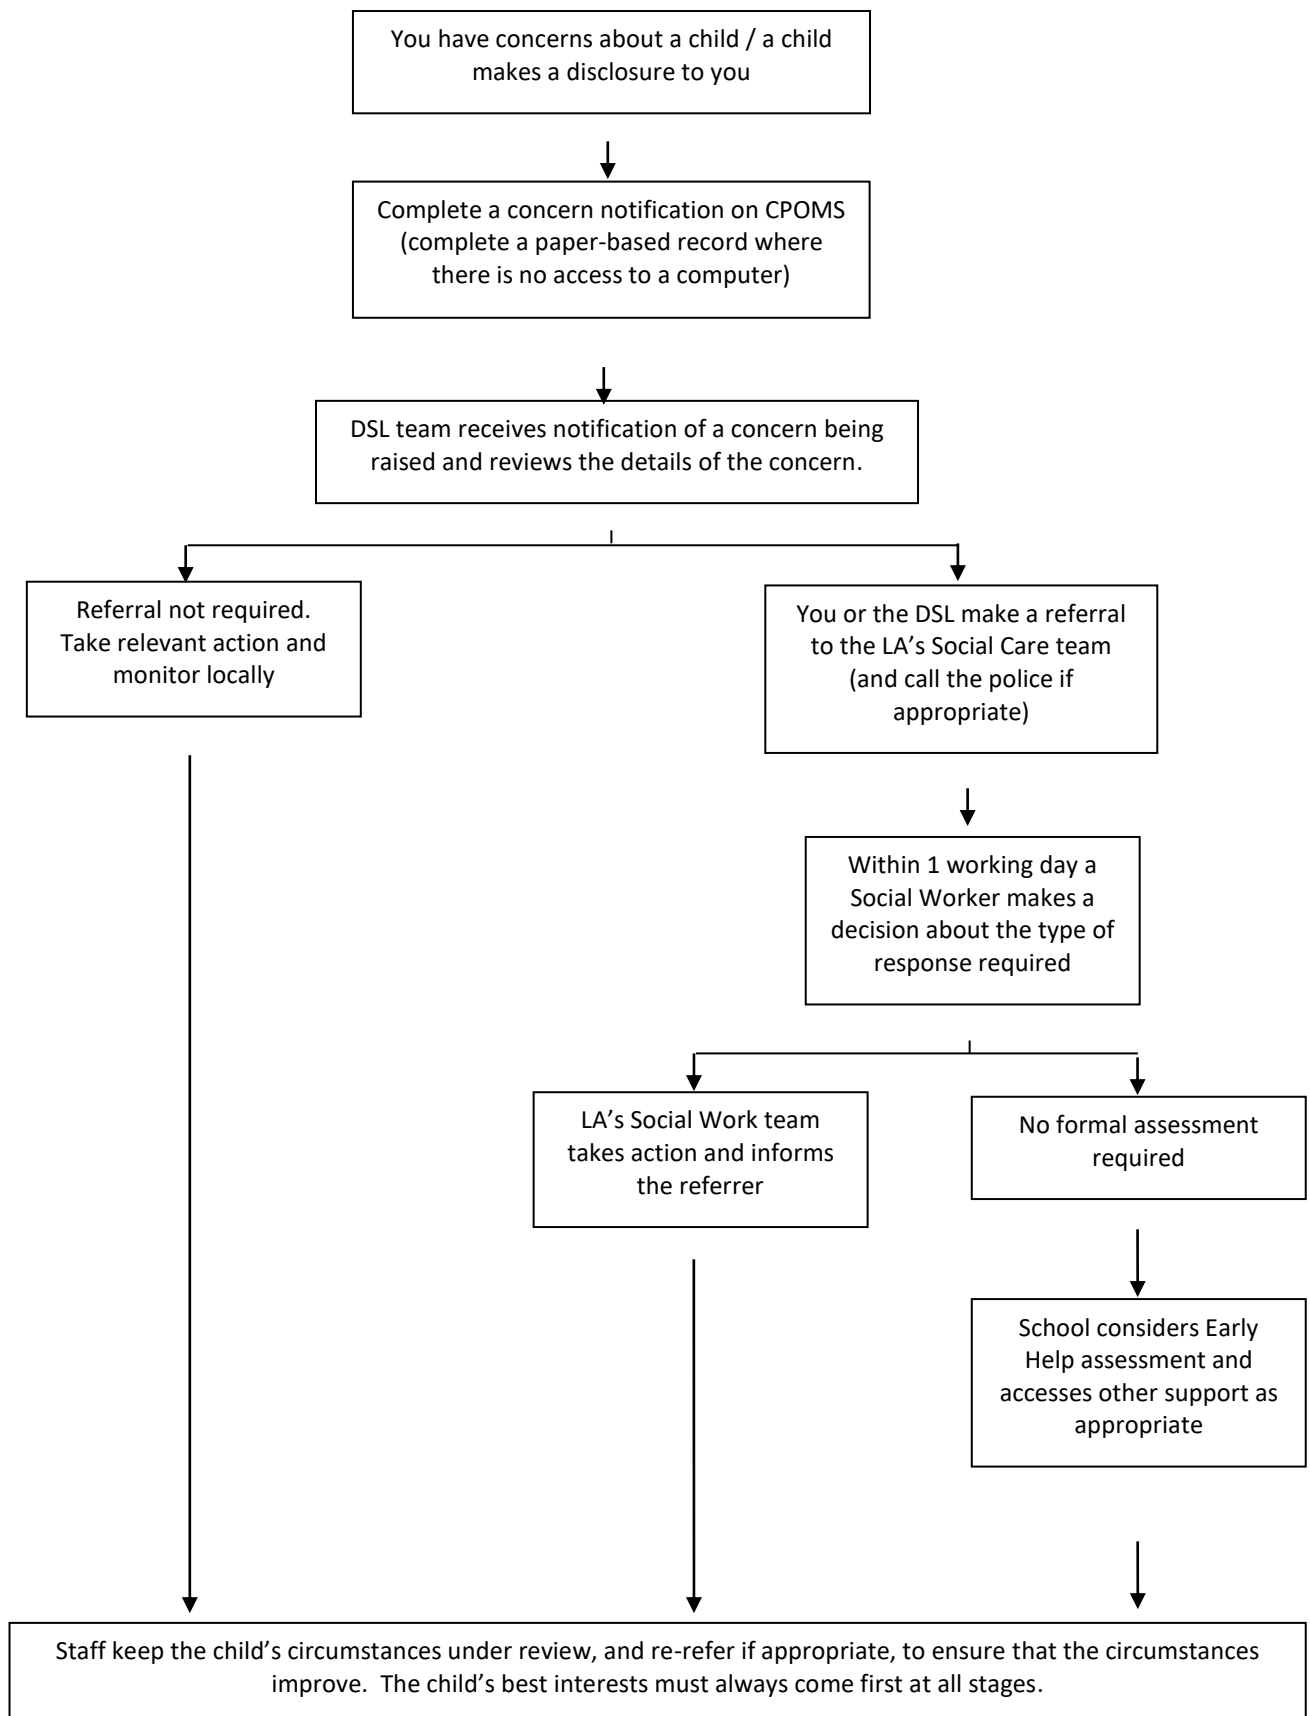 You have concerns about a child / a child
makes a disclosure to you
Complete a concern notification on CPOMS
(complete a paper-based record where
there is no access to a computer)
DSL team receives notification of a concern being
raised and reviews the details of the concern.
Referral not required.
Take relevant action and
monitor locally
You or the DSL make a referral
to the LA’s Social Care team
(and call the police if
appropriate)
Within 1 working day a
Social Worker makes a
decision about the type of
response required
LA’s Social Work team
takes action and informs
the referrer
No formal assessment
required
School considers Early
Help assessment and
accesses other support as
appropriate
Staff keep the child’s circumstances under review, and re-refer if appropriate, to ensure that the circumstances
improve.  The child’s best interests must always come first at all stages.